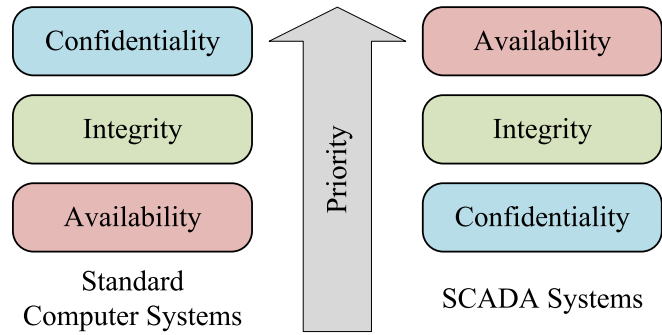 Confidentiality
Integrity
Availability
Standard
Computer Systems
Priority
Availability
Integrity
Confidentiality
SCADA Systems